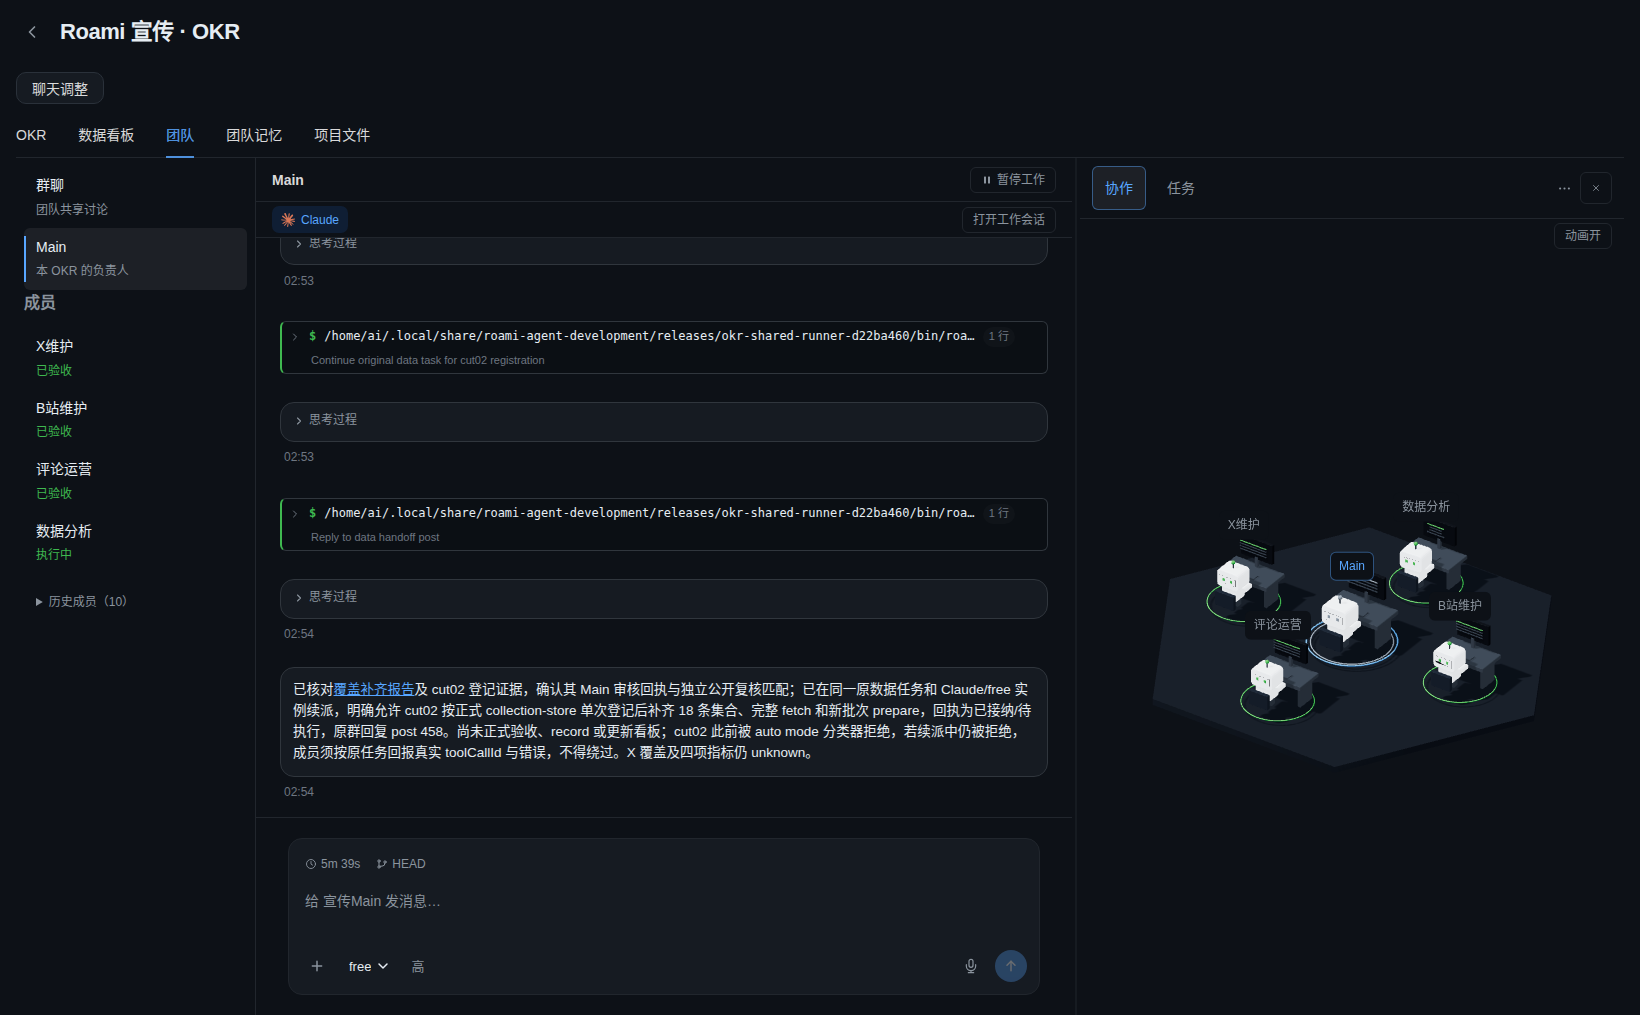 Roami 宣传 · OKR
聊天调整
OKR 数据看板 团队 团队记忆 项目文件
群聊
团队共享讨论
Main
本 OKR 的负责人
成员
X维护
已验收
B站维护
已验收
评论运营
已验收
数据分析
执行中
历史成员（10）
Main
暂停工作
Claude
打开工作会话
思考过程
02:53
$ /home/ai/.local/share/roami-agent-development/releases/okr-shared-runner-d22ba460/bin/roa… 1 行
Continue original data task for cut02 registration
思考过程
02:53
$ /home/ai/.local/share/roami-agent-development/releases/okr-shared-runner-d22ba460/bin/roa… 1 行
Reply to data handoff post
思考过程
02:54
已核对覆盖补齐报告及 cut02 登记证据，确认其 Main 审核回执与独立公开复核匹配；已在同一原数据任务和 Claude/free 实
例续派，明确允许 cut02 按正式 collection-store 单次登记后补齐 18 条集合、完整 fetch 和新批次 prepare，回执为已接纳/待
执行，原群回复 post 458。尚未正式验收、record 或更新看板；cut02 此前被 auto mode 分类器拒绝，若续派中仍被拒绝，
成员须按原任务回报真实 toolCallId 与错误，不得绕过。X 覆盖及四项指标仍 unknown。
02:54
5m 39s HEAD
给 宣传Main 发消息…
free 高
协作 任务
动画开
数据分析
X维护
Main
B站维护
评论运营